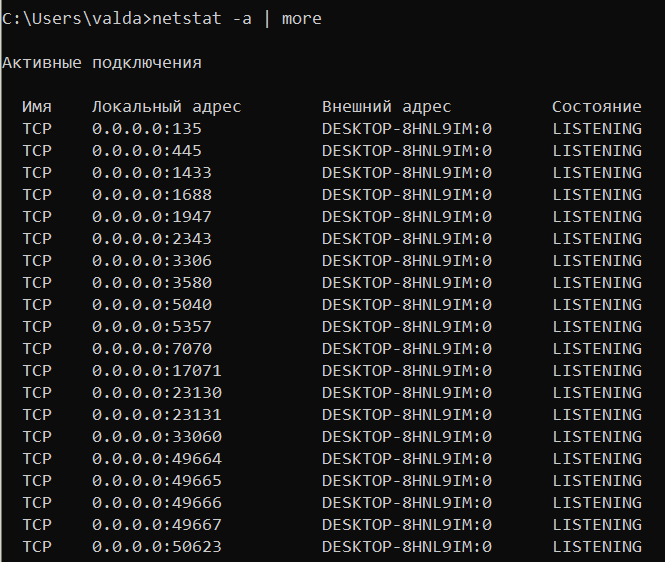 C:\Users\valda>netstat -a | more
Активные подключения
Имя Локальный адрес Внешний адрес Состояние
TCP 0.0.0.0:135 DESKTOP-8HNL9IM:0 LISTENING
TCP 0.0.0.0:445 DESKTOP-8HNL9IM:0 LISTENING
TCP 0.0.0.0:1433 DESKTOP-8HNL9IM:0 LISTENING
TCP 0.0.0.0:1688 DESKTOP-8HNL9IM:0 LISTENING
TCP 0.0.0.0:1947 DESKTOP-8HNL9IM:0 LISTENING
TCP 0.0.0.0:2343 DESKTOP-8HNL9IM:0 LISTENING
TCP 0.0.0.0:3306 DESKTOP-8HNL9IM:0 LISTENING
TCP 0.0.0.0:3580 DESKTOP-8HNL9IM:0 LISTENING
TCP 0.0.0.0:5040 DESKTOP-8HNL9IM:0 LISTENING
TCP 0.0.0.0:5357 DESKTOP-8HNL9IM:0 LISTENING
TCP 0.0.0.0:7070 DESKTOP-8HNL9IM:0 LISTENING
TCP 0.0.0.0:17071 DESKTOP-8HNL9IM:0 LISTENING
TCP 0.0.0.0:23130 DESKTOP-8HNL9IM:0 LISTENING
TCP 0.0.0.0:23131 DESKTOP-8HNL9IM:0 LISTENING
TCP 0.0.0.0:33060 DESKTOP-8HNL9IM:0 LISTENING
TCP 0.0.0.0:49664 DESKTOP-8HNL9IM:0 LISTENING
TCP 0.0.0.0:49665 DESKTOP-8HNL9IM:0 LISTENING
TCP 0.0.0.0:49666 DESKTOP-8HNL9IM:0 LISTENING
TCP 0.0.0.0:49667 DESKTOP-8HNL9IM:0 LISTENING
TCP 0.0.0.0:50623 DESKTOP-8HNL9IM:0 LISTENING